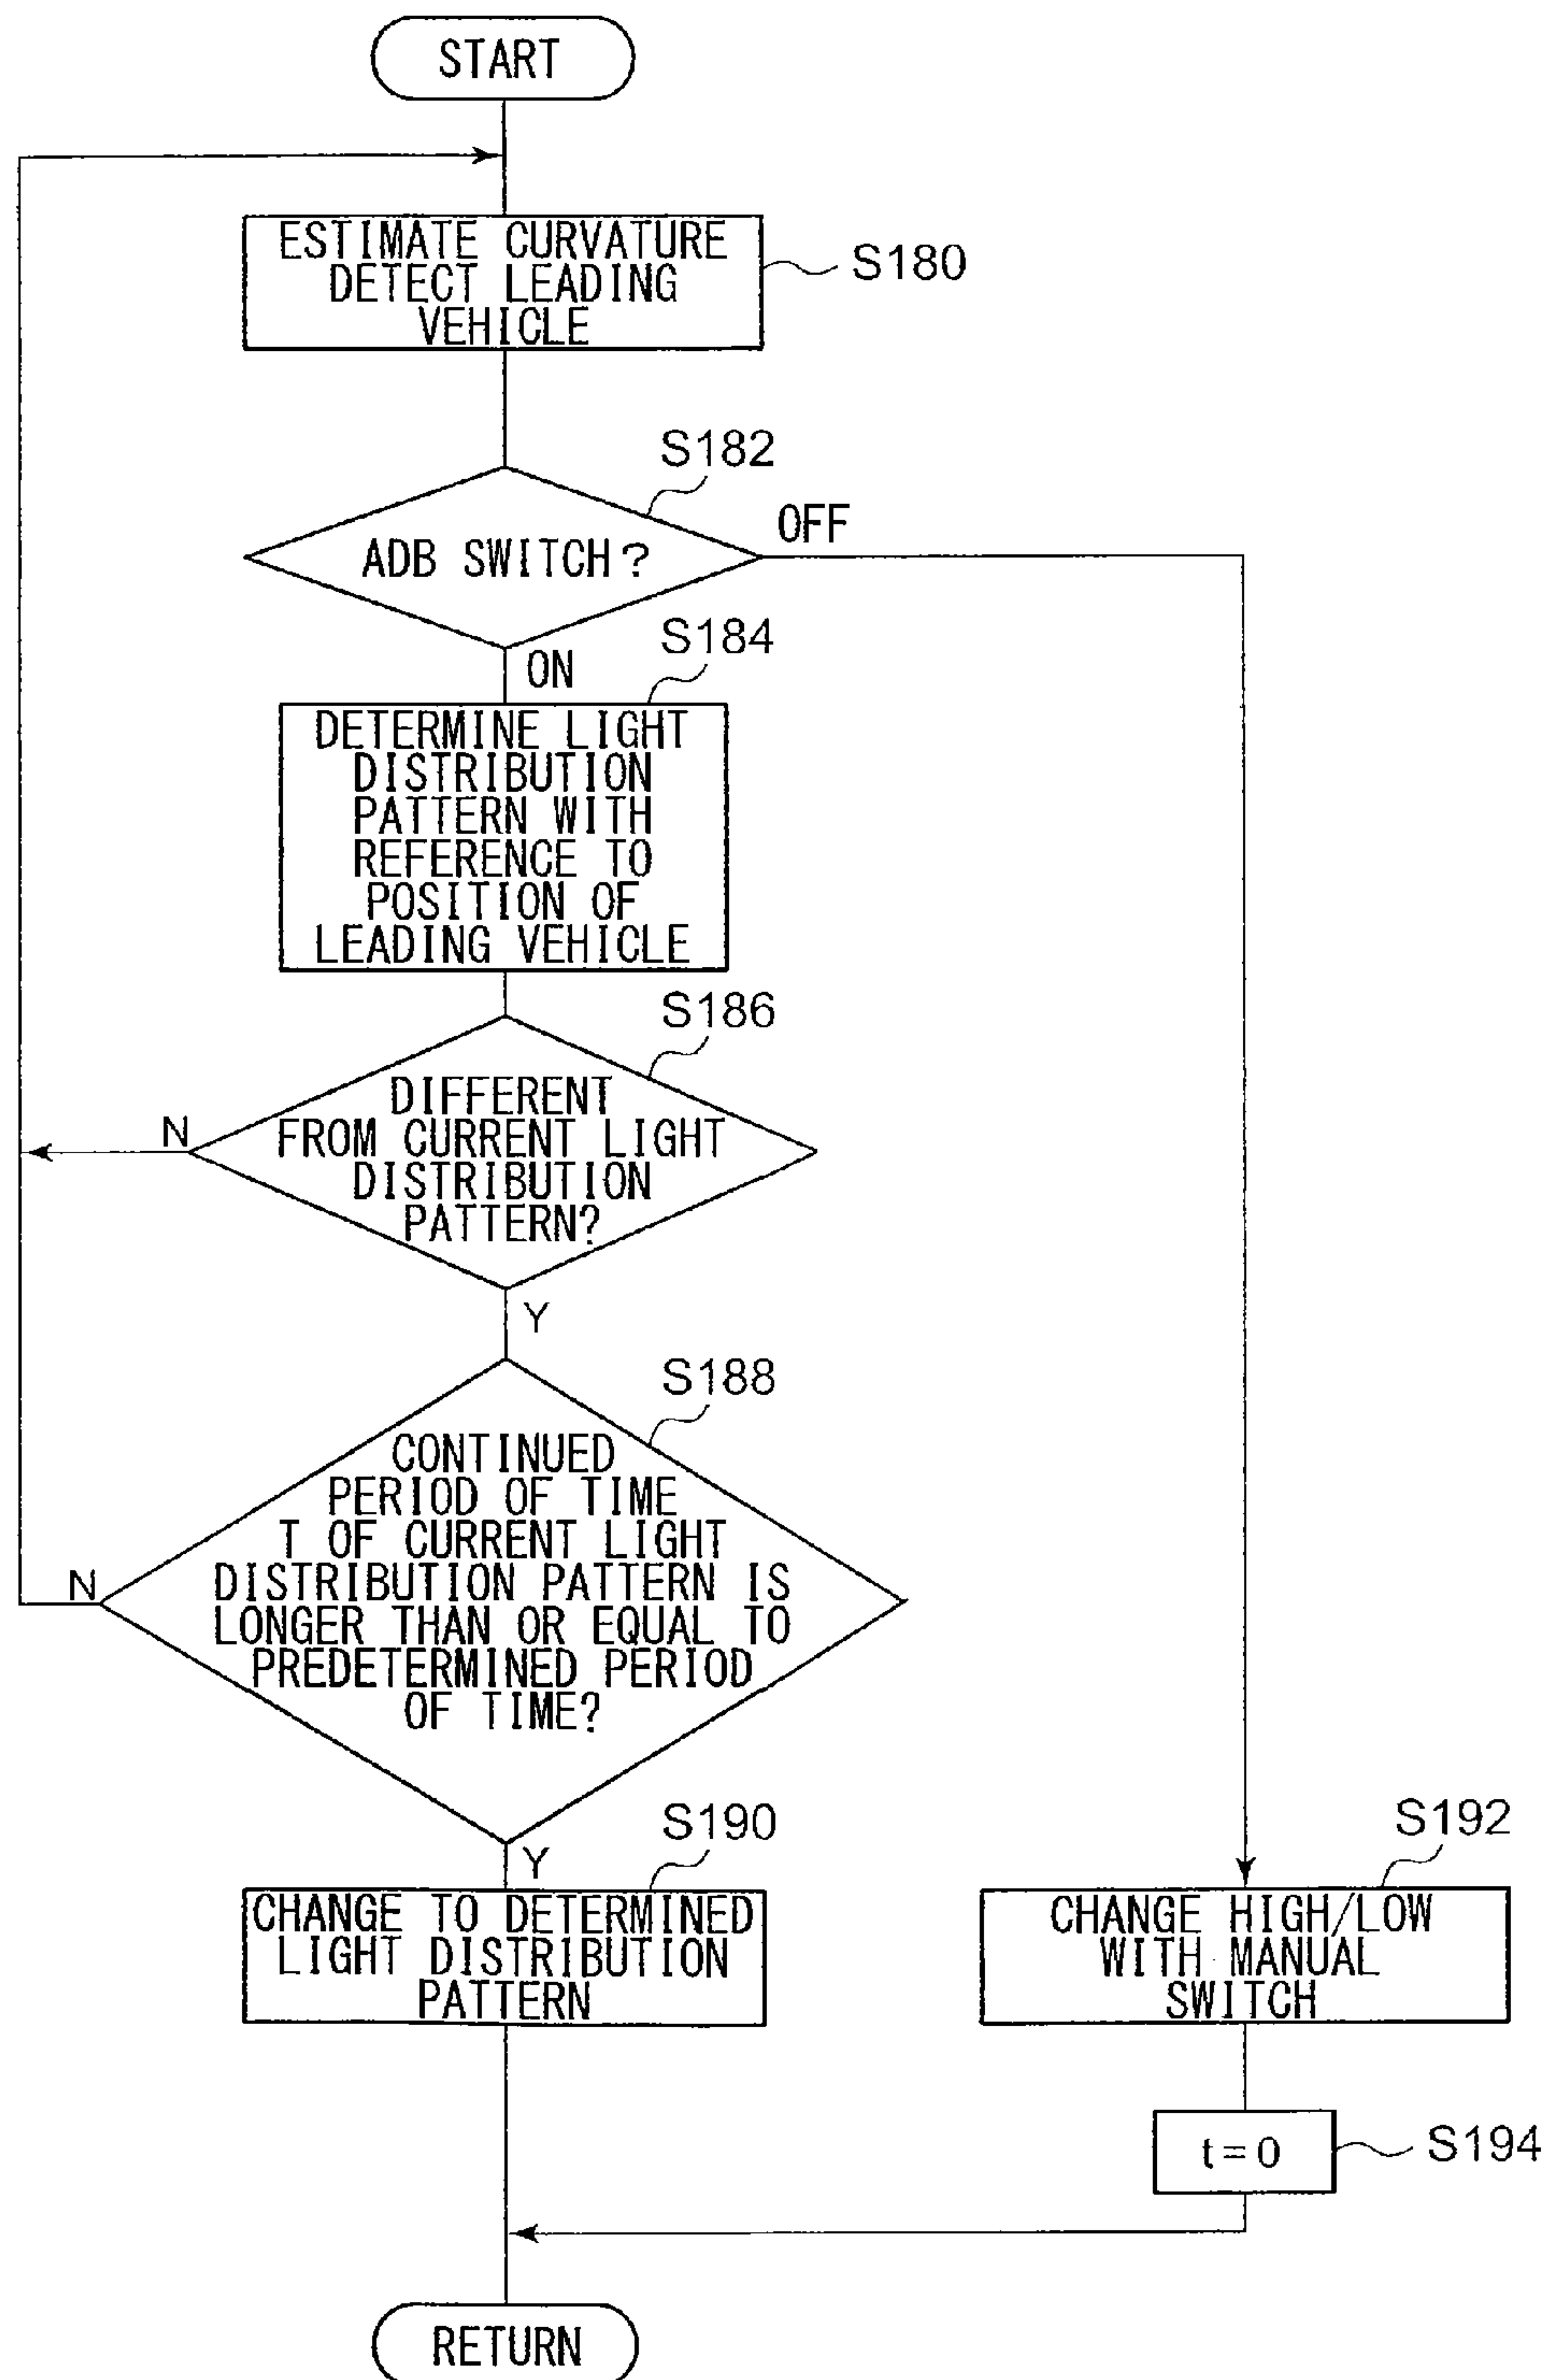 START
ESTIMATE CURVATURE
DETECT LEADING
VEHICLE
S180
S182
ADB SWITCH?
OFF
ON
S184
DETERMINE LIGHT
DISTRIBUTION
PATTERN WITH
REFERENCE TO
POSITION OF
LEADING VEHICLE
S186
DIFFERENT
FROM CURRENT LIGHT
DISTRIBUTION
PATTERN?
N
Y
S188
CONTINUED
PERIOD OF TIME
T OF CURRENT LIGHT
DISTRIBUTION PATTERN IS
LONGER THAN OR EQUAL TO
PREDETERMINED PERIOD
OF TIME?
N
Y
S190
CHANGE TO DETERMINED
LIGHT DISTRIBUTION
PATTERN
S192
CHANGE HIGH/LOW
WITH MANUAL
SWITCH
t=0
S194
RETURN